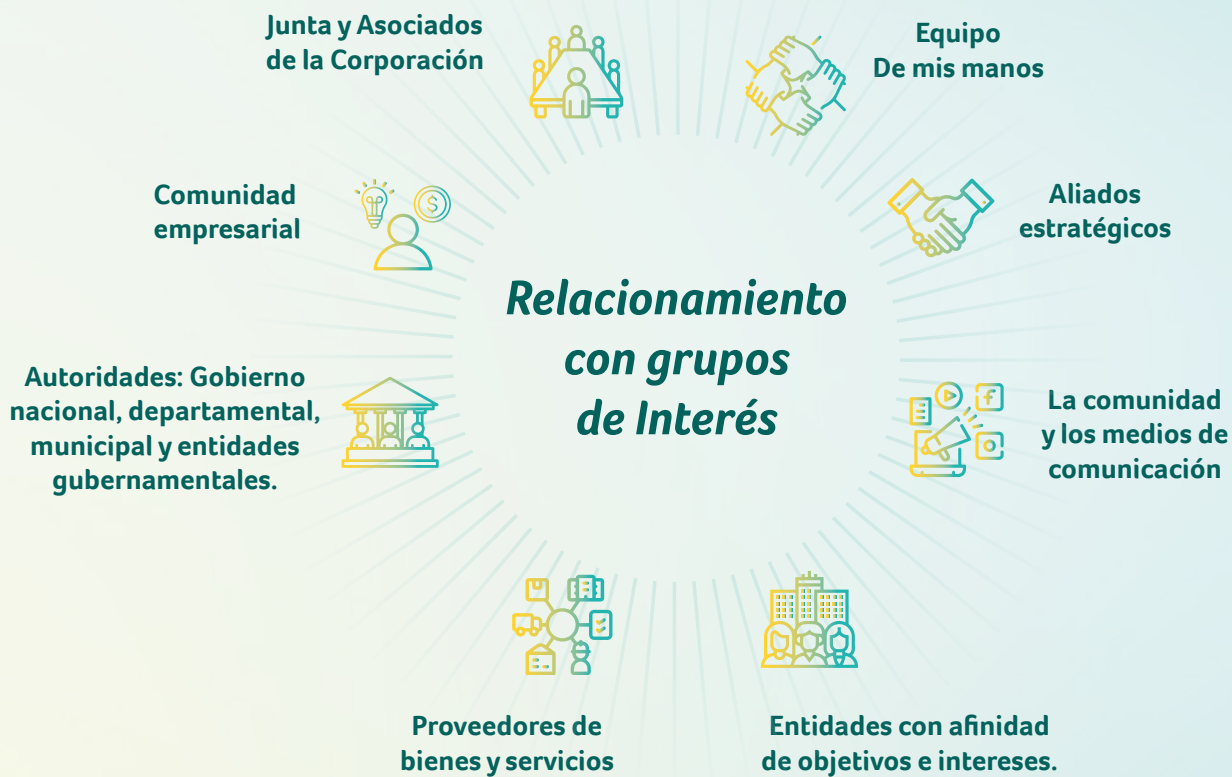 Junta y Asociados
de la Corporación
Equipo
De mis manos
Comunidad
empresarial
Aliados
estratégicos
Relacionamiento
con grupos
de Interés
Autoridades: Gobierno
nacional, departamental,
municipal y entidades
gubernamentales.
La comunidad
y los medios de
comunicación
Proveedores de
bienes y servicios
Entidades con afinidad
de objetivos e intereses.